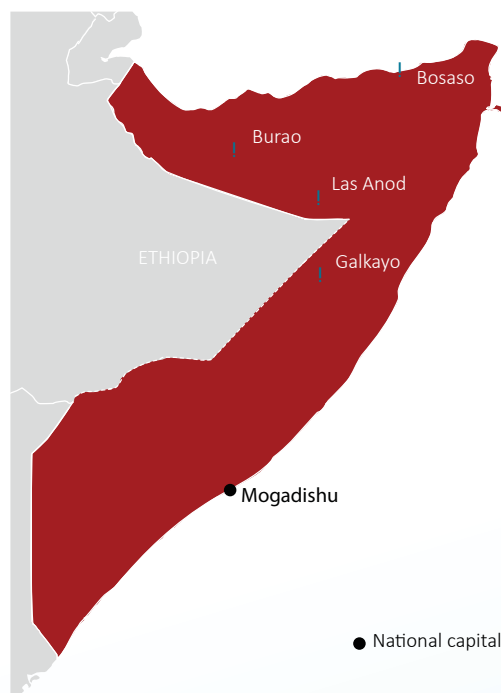 Bosaso
Burao
Las Anod
ETHIOPIA
Galkayo
Mogadishu
National capital